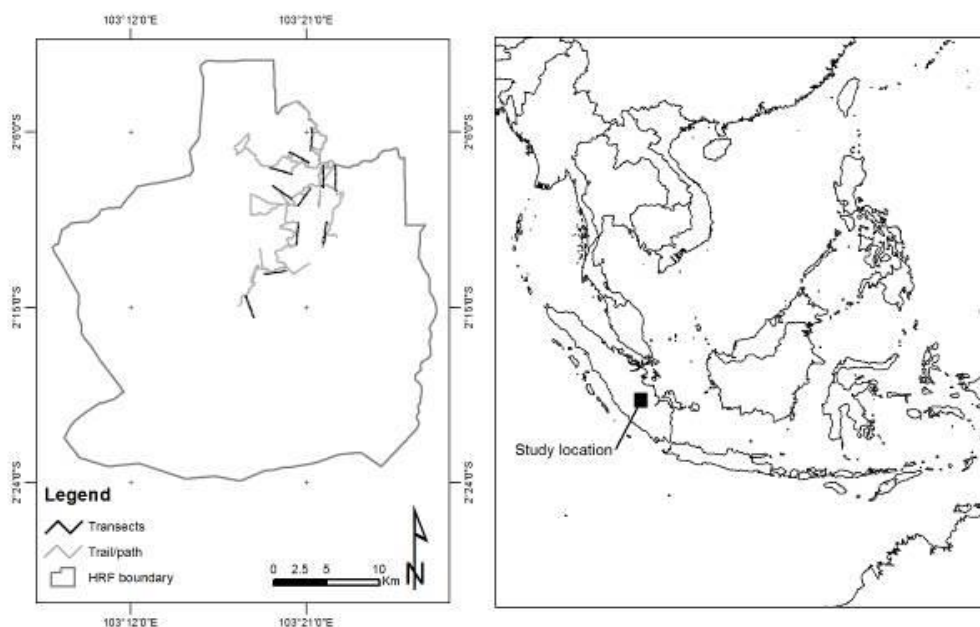 103°12'0"E 103°21'0"E
2°6'0"S 2°6'0"S
2°15'0"S 2°15'0"S
2°24'0"S 2°24'0"S
Legend
Transects
Trail/path
HRF boundary
0 2.5 5 10
Km
N
103°12'0"E 103°21'0"E
Study location